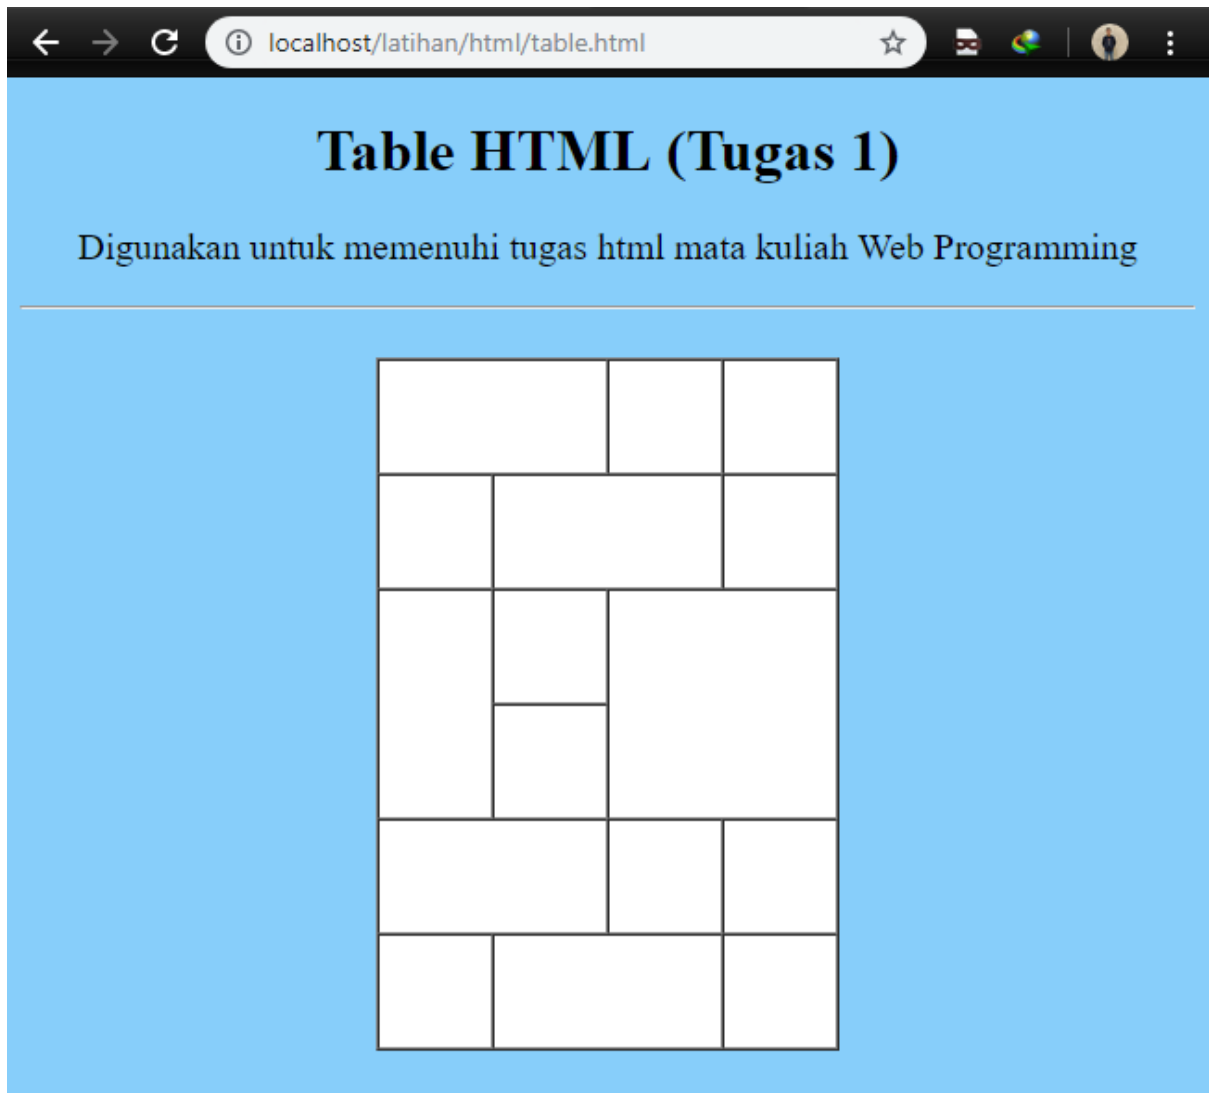 localhost/latihan/html/table.html
Table HTML (Tugas 1)
Digunakan untuk memenuhi tugas html mata kuliah Web Programming